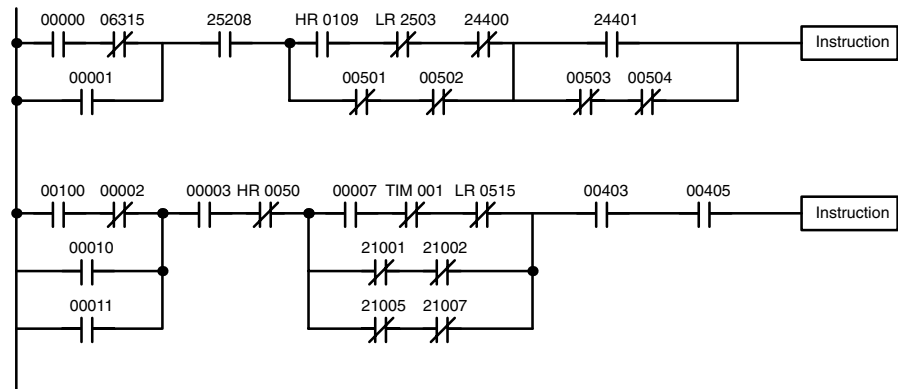 00000 06315 25208 HR 0109 LR 2503 24400 24401
Instruction
00001 00501 00502 00503 00504
00100 00002 00003 HR 0050 00007 TIM 001 LR 0515 00403 00405
Instruction
00010 21001 21002
00011 21005 21007